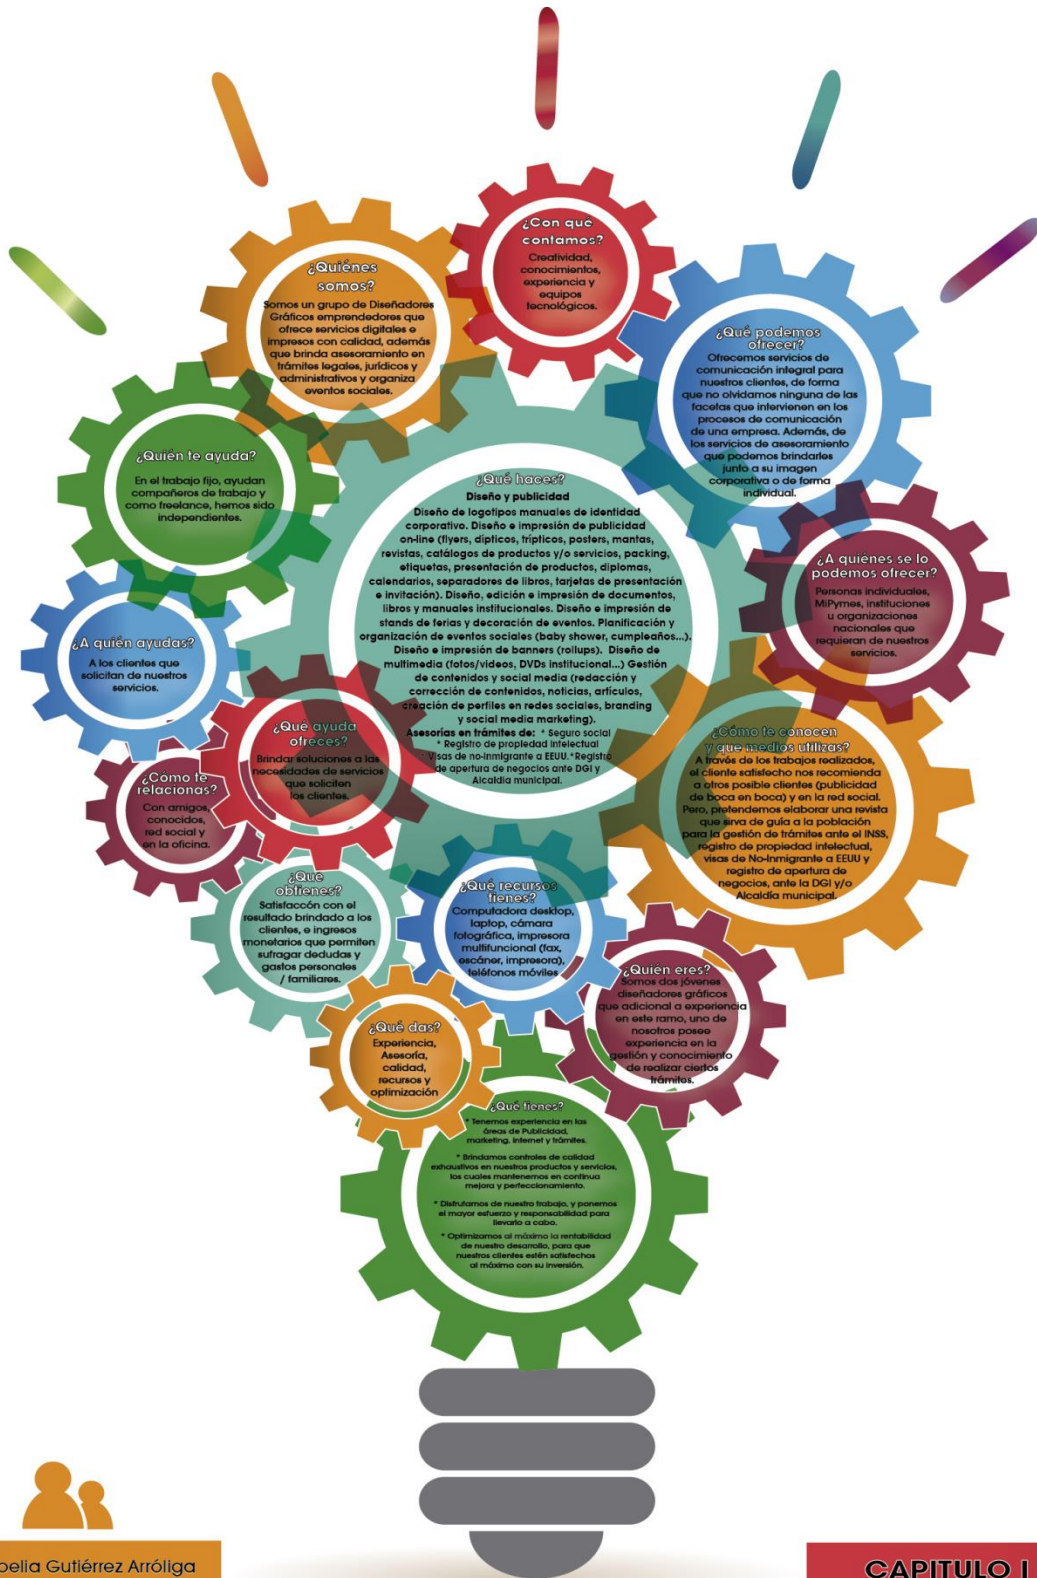 ¿Con qué
contamos?
Creatividad,
conocimientos,
experiencia y
equipos
tecnológicos.
¿Quiénes
somos?
Somos un grupo de Diseñadores
Gráficos emprendedores que
ofrece servicios digitales e
impresos con calidad, además
que brinda asesoramiento en
trámites legales, jurídicos y
administrativos y organiza
eventos sociales.
¿Qué podemos
ofrecer?
Ofrecemos servicios de
comunicación integral para
nuestros clientes, de forma
que no olvidamos ninguna de las
facetas que intervienen en los
procesos de comunicación
de una empresa. Además, de
los servicios de asesoramiento
que podemos brindarles
junto a su imagen
corporativa o de forma
individual.
¿Quién te ayuda?
En el trabajo fijo, ayudan
compañeros de trabajo y
como freelance, hemos sido
independientes.
¿Qué haces?
Diseño y publicidad
Diseño de logotipos manuales de identidad
corporativo. Diseño e impresión de publicidad
on-line (flyers, dípticos, trípticos, posters, mantas,
revistas, catálogos de productos y/o servicios, packing,
etiquetas, presentación de productos, diplomas,
calendarios, separadores de libros, tarjetas de presentación
e invitación). Diseño, edición e impresión de documentos,
libros y manuales institucionales. Diseño e impresión de
stands de ferias y decoración de eventos. Planificación y
organización de eventos sociales (baby shower, cumpleaños...).
Diseño e impresión de banners (rollups). Diseño de
multimedia (fotos/videos, DVDs institucional...) Gestión
de contenidos y social media (redacción y
corrección de contenidos, noticias, artículos,
creación de perfiles en redes sociales, branding
y social media marketing).
Asesorías en trámites de: * Seguro social
* Registro de propiedad intelectual
* Visas de no-inmigrante a EEUU.*Registro
de apertura de negocios ante DGI y
Alcaldía municipal.
¿A quiénes se lo
podemos ofrecer?
Personas individuales,
MiPymes, instituciones
u organizaciones
nacionales que
requieran de nuestros
servicios.
¿A quién ayudas?
A los clientes que
solicitan de nuestros
servicios.
¿Qué ayuda
ofreces?
Brindar soluciones a las
necesidades de servicios
que soliciten
los clientes.
¿Cómo te conocen
y que medios utilizas?
A través de los trabajos realizados,
el cliente satisfecho nos recomienda
a otros posible clientes (publicidad
de boca en boca) y en la red social.
Pero, pretendemos elaborar una revista
que sirva de guía a la población
para la gestión de trámites ante el INSS,
registro de propiedad intelectual,
visas de No-Inmigrante a EEUU y
registro de apertura de
negocios, ante la DGI y/o
Alcaldía municipal.
¿Cómo te
relacionas?
Con amigos,
conocidos,
red social y
en la oficina.
¿Qué
obtienes?
Satisfaccón con el
resultado brindado a los
clientes, e ingresos
monetarios que permiten
sufragar dedudas y
gastos personales
/ familiares.
¿Qué recursos
tienes?
Computadora desktop,
laptop, cámara
fotográfica, impresora
multifuncional (fax,
escáner, impresora),
teléfonos móviles
¿Quién eres?
Somos dos jóvenes
diseñadores gráficos
que adicional a experiencia
en este ramo, uno de
nosotros posee
experiencia en la
gestión y conocimiento
de realizar ciertos
trámites.
¿Qué das?
Experiencia,
Asesoría,
calidad,
recursos y
optimización
¿Qué tienes?
* Tenemos experiencia en las
áreas de Publicidad,
marketing, internet y trámites.
* Brindamos controles de calidad
exhaustivos en nuestros productos y servicios,
los cuales mantenemos en continua
mejora y perfeccionamiento.
* Disfrutamos de nuestro trabajo, y ponemos
el mayor esfuerzo y responsabilidad para
llevarlo a cabo.
* Optimizamos al máximo la rentabilidad
de nuestro desarrollo, para que
nuestros clientes estén satisfechos
al máximo con su inversión.
Gutiérrez Arróliga
CAPITULO I